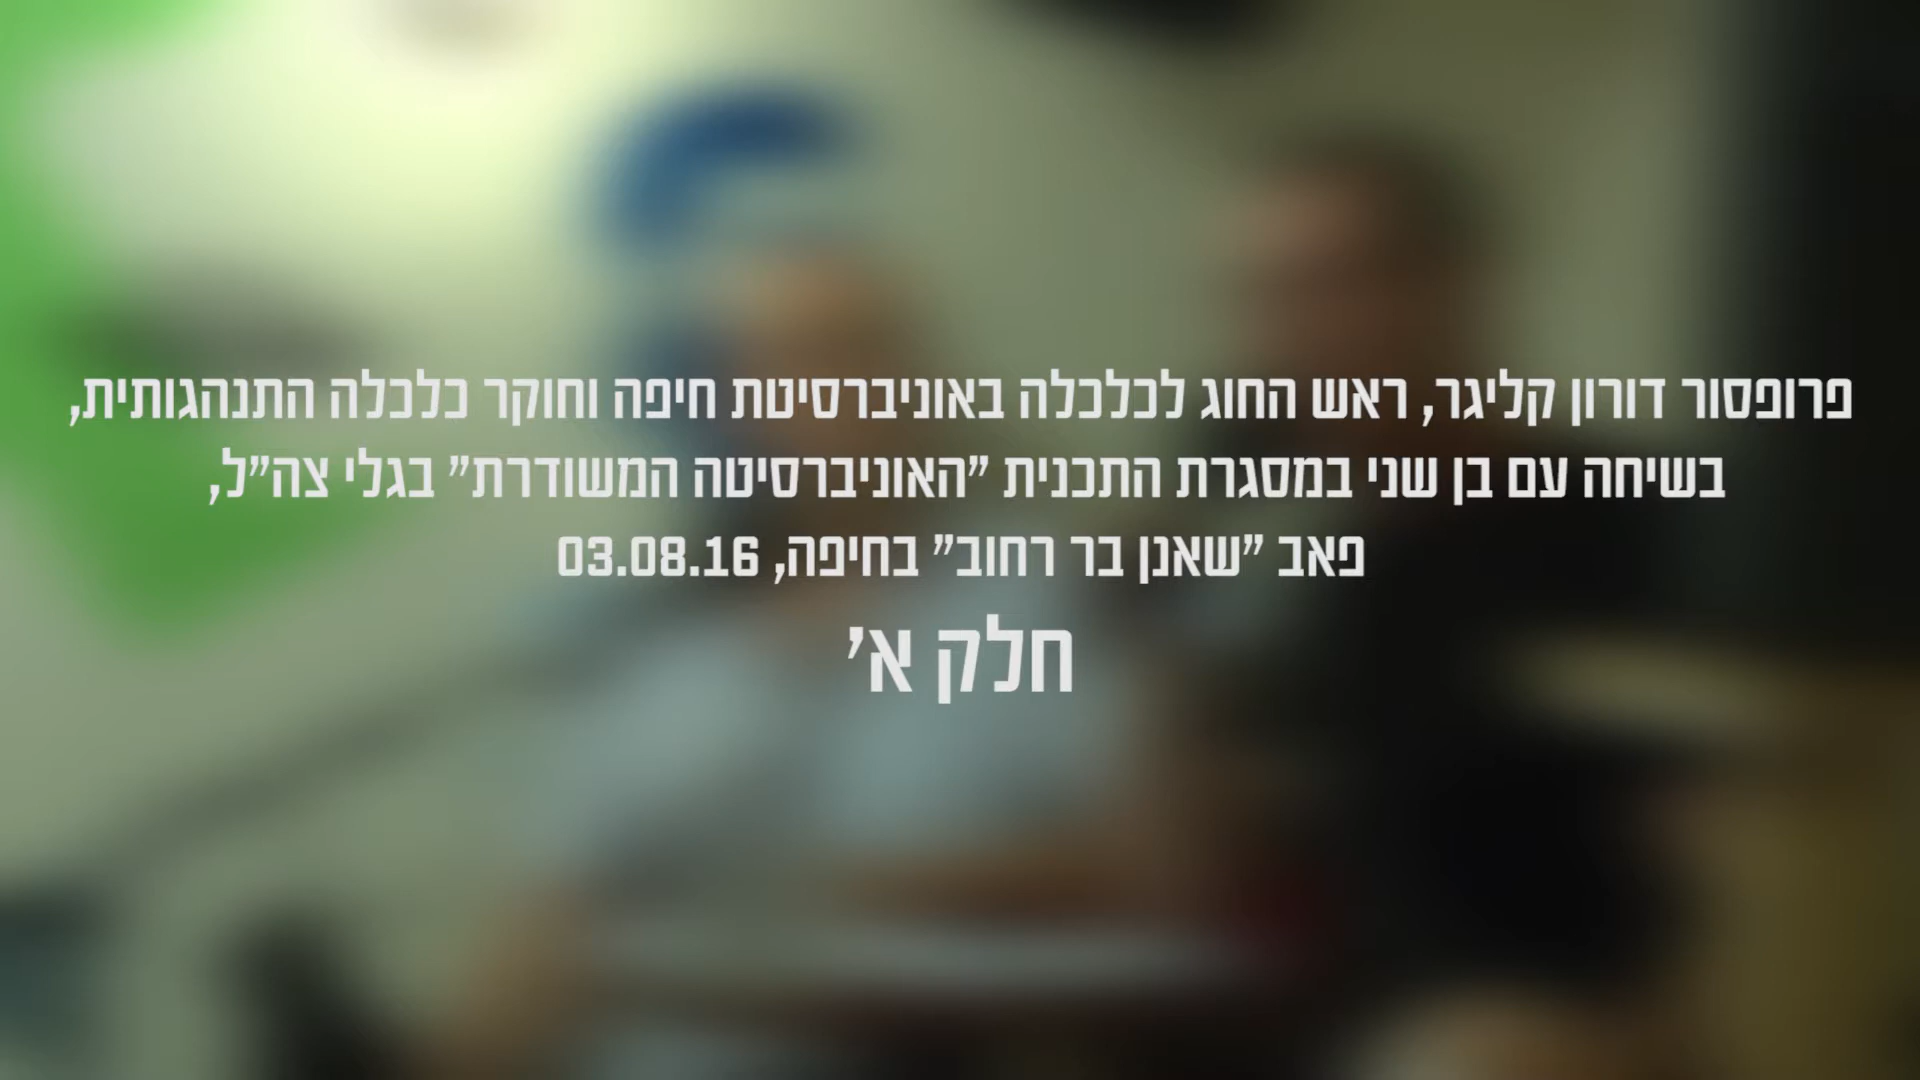 פרופסור דורון קליגר, ראש החוג לכלכלה באוניברסיטת חיפה וחוקר כלכלה התנהגותית,
בשיחה עם בן שני במסגרת התכנית "האוניברסיטה המשודרת" בגלי צה"ל,
פאב "שאנן בר רחוב" בחיפה, 03.08.16
חלק א'